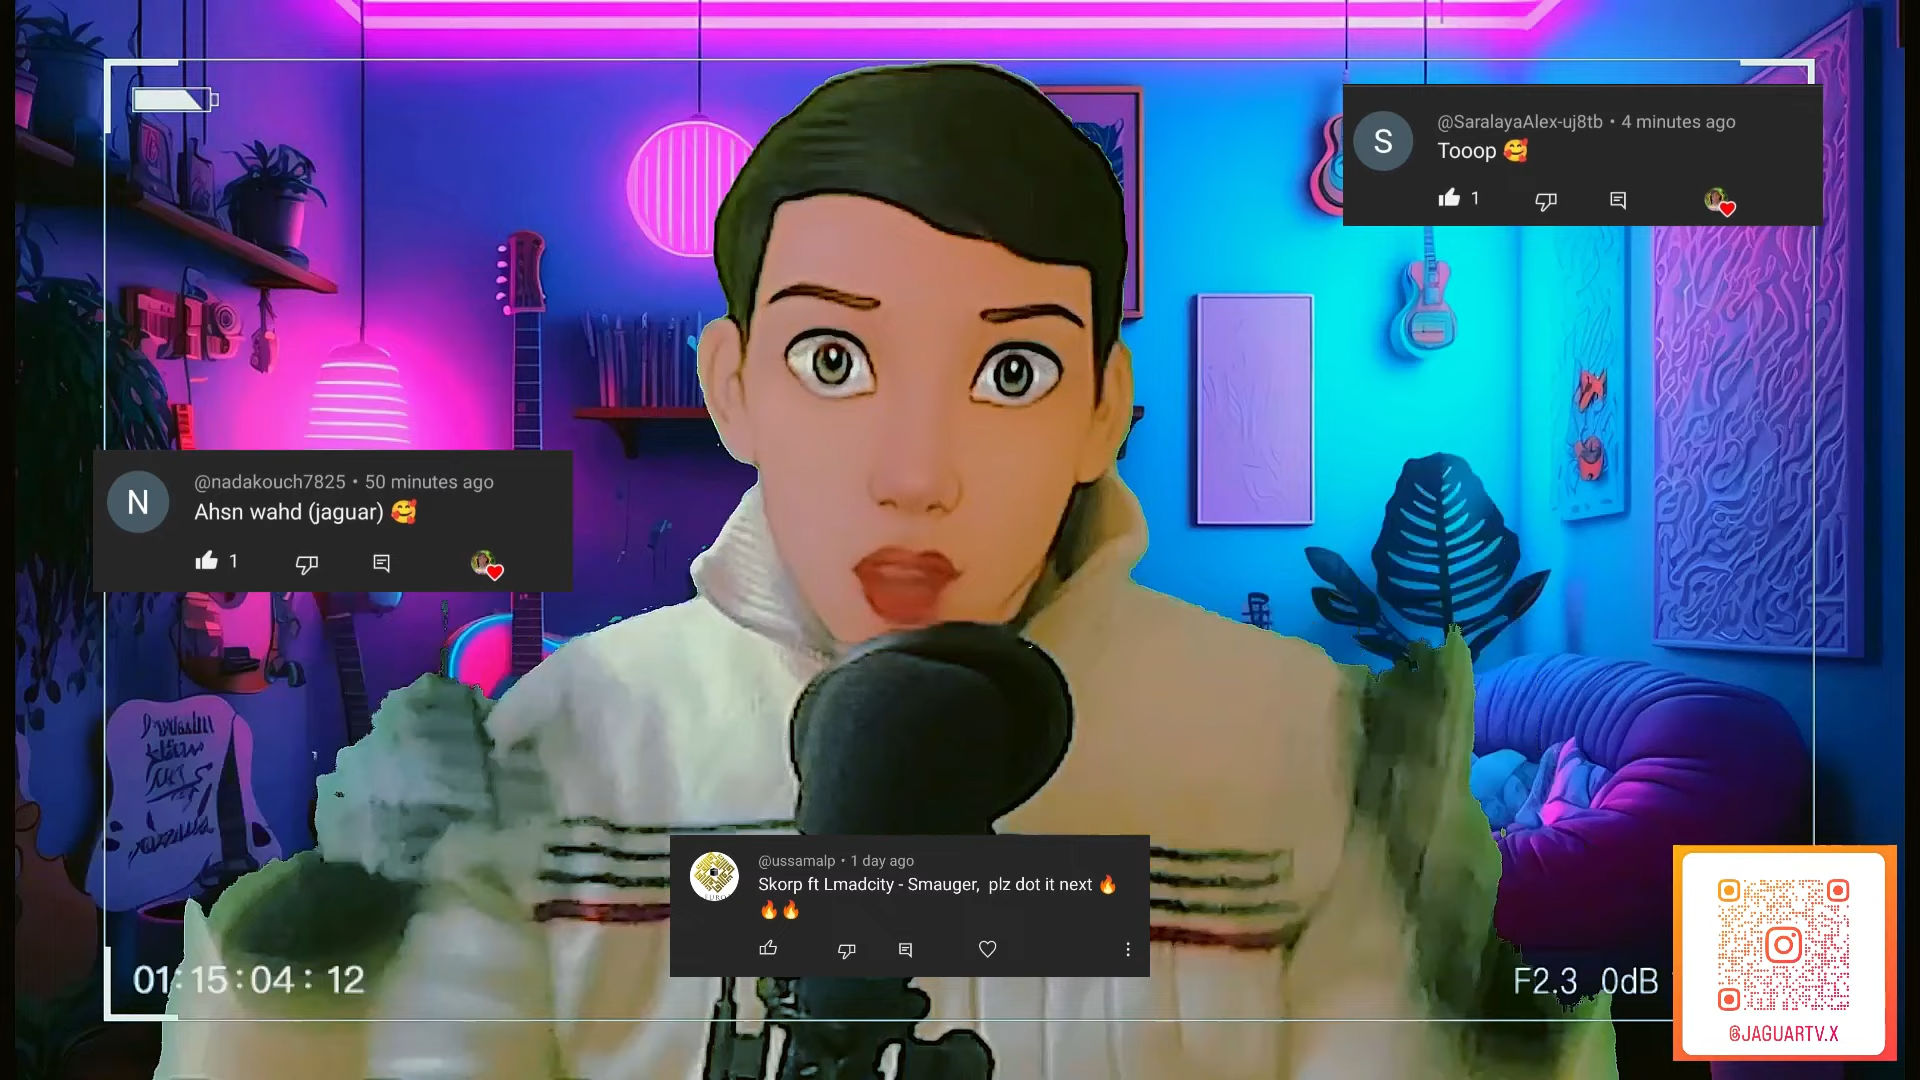 @SaralayaAlex-uj8tb • 4 minutes ago
S
Tooop 🥰
1
@nadakouch7825 • 50 minutes ago
N
Ahsn wahd (jaguar) 🥰
1
@ussamalp • 1 day ago
Skorp ft Lmadcity - Smauger, plz dot it next 🔥
🔥🔥
01:15:04: 12
F2.3 0dB
@JAGUARTV.X